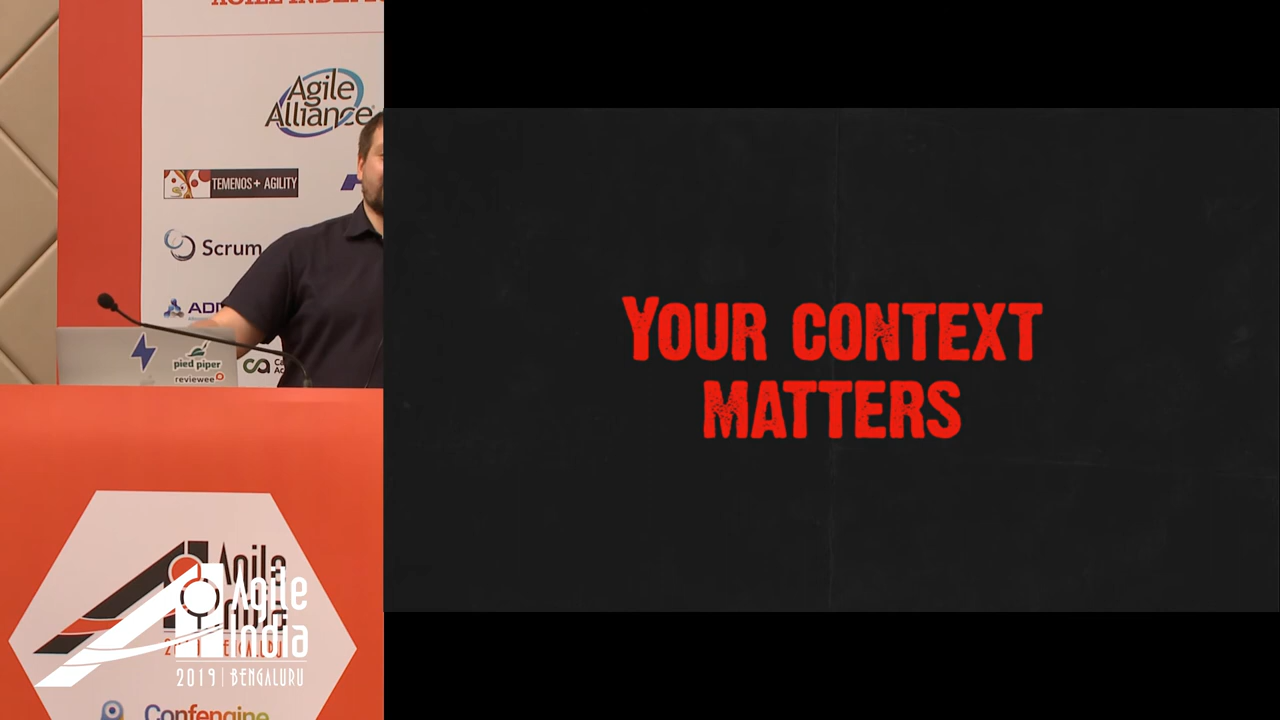 Agile
Alliance
TEMENOS+ AGILITY
Scrum
pied piper
reviewee
YOUR CONTEXT
MATTERS
Agile
India
2019 | BENGALURU
Confengine